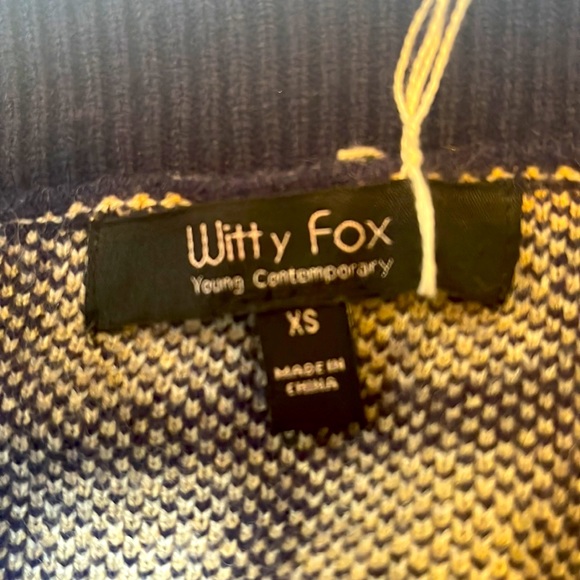 Witty Fox
Young Contemporary
XS
MADE IN
CHINA